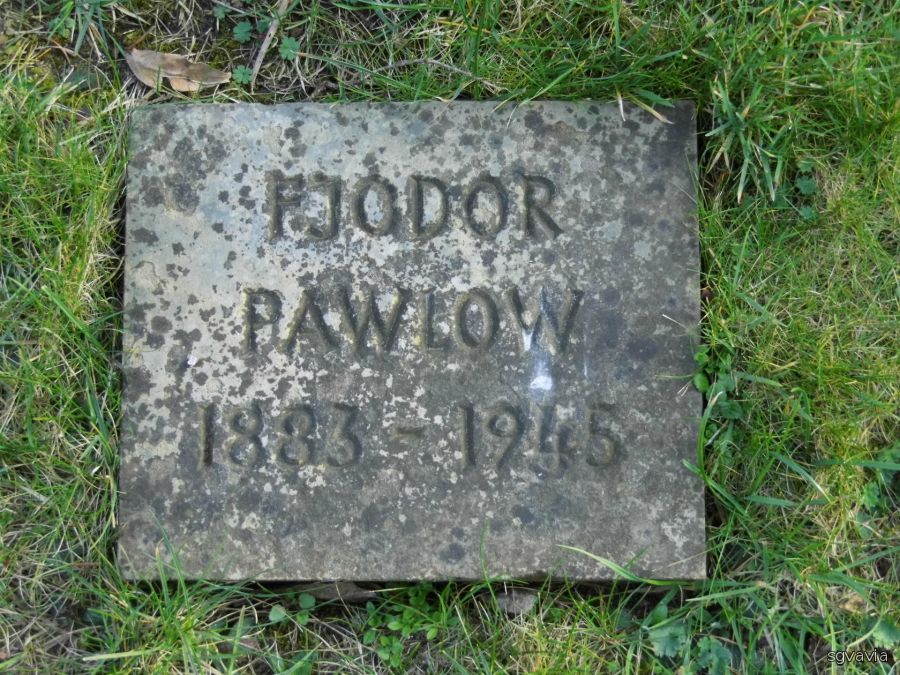 FJODOR
PAWLOW
1883 - 1945
sgvavia